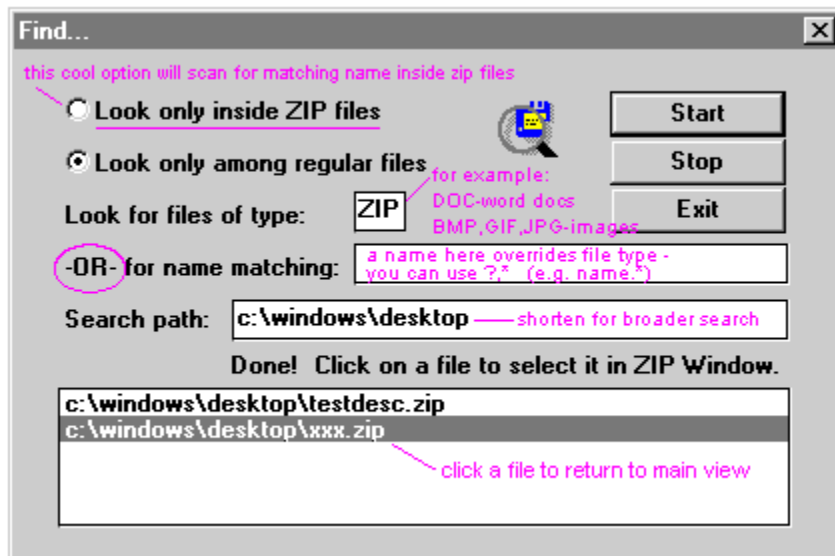 Find...
this cool option will scan for matching name inside zip files
Look only inside ZIP files
Start
Look only among regular files
Stop
for example:
DOC-word docs
BMP,GIF,JPG-images
Look for files of type: ZIP
Exit
-OR- for name matching:
a name here overrides file type -
you can use ?,* (e.g. name.*)
Search path: c:\windows\desktop
shorten for broader search
Done! Click on a file to select it in ZIP Window.
c:\windows\desktop\testdesc.zip
c:\windows\desktop\xxx.zip
click a file to return to main view